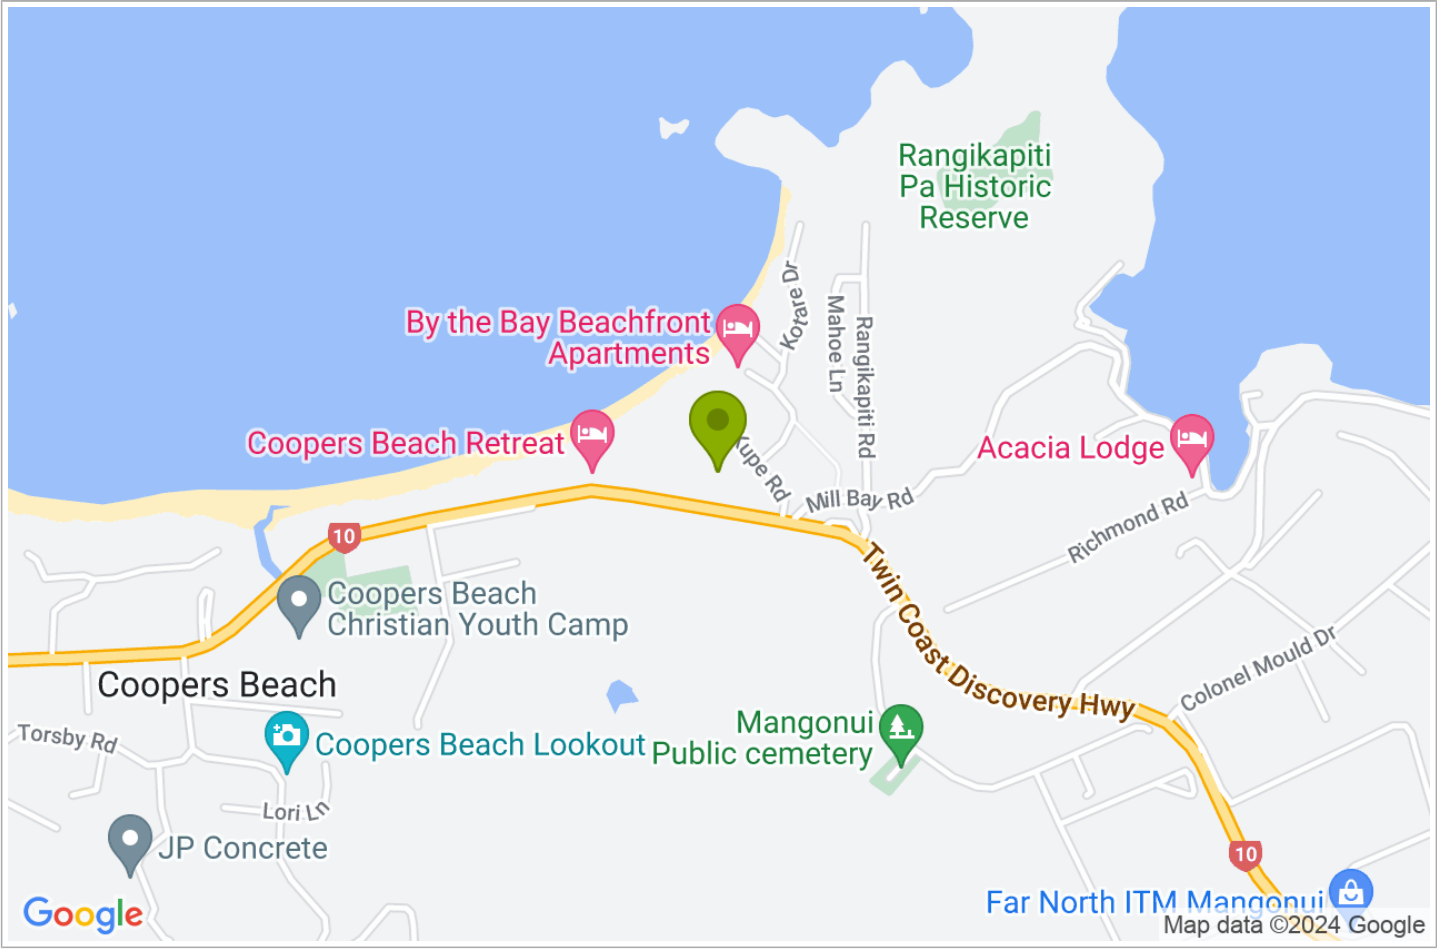 Rangikapiti
Pa Historic
Reserve
Kotare Dr
Mahoe Ln
Rangikapiti Rd
By the Bay Beachfront
Apartments
Coopers Beach Retreat
Kupe Rd
Acacia Lodge
Mill Bay Rd
Richmond Rd
10
Twin Coast Discovery Hwy
Coopers Beach
Christian Youth Camp
Coopers Beach
Colonel Mould Dr
Torsby Rd
Coopers Beach Lookout
Mangonui
Public cemetery
Lori Ln
JP Concrete
10
Far North ITM Mangonui
Google
Map data ©2024 Google